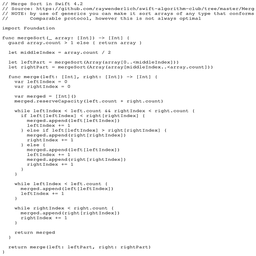 // Merge Sort in Swift 4.2
// Source: https://github.com/raywenderlich/swift-algorithm-club/tree/master/Merg
// NOTE: by use of generics you can make it sort arrays of any type that conforms
//       Comparable protocol, however this is not always optimal
import Foundation
func mergeSort(_ array: [Int]) -> [Int] {
  guard array.count > 1 else { return array }
  let middleIndex = array.count / 2
  let leftPart = mergeSort(Array(array[0..<middleIndex]))
  let rightPart = mergeSort(Array(array[middleIndex..<array.count]))
  func merge(left: [Int], right: [Int]) -> [Int] {
    var leftIndex = 0
    var rightIndex = 0
    var merged = [Int]()
    merged.reserveCapacity(left.count + right.count)
    while leftIndex < left.count && rightIndex < right.count {
      if left[leftIndex] < right[rightIndex] {
        merged.append(left[leftIndex])
        leftIndex += 1
      } else if left[leftIndex] > right[rightIndex] {
        merged.append(right[rightIndex])
        rightIndex += 1
      } else {
        merged.append(left[leftIndex])
        leftIndex += 1
        merged.append(right[rightIndex])
        rightIndex += 1
      }
    }
    while leftIndex < left.count {
      merged.append(left[leftIndex])
      leftIndex += 1
    }
    while rightIndex < right.count {
      merged.append(right[rightIndex])
      rightIndex += 1
    }
    return merged
  }
  return merge(left: leftPart, right: rightPart)
}